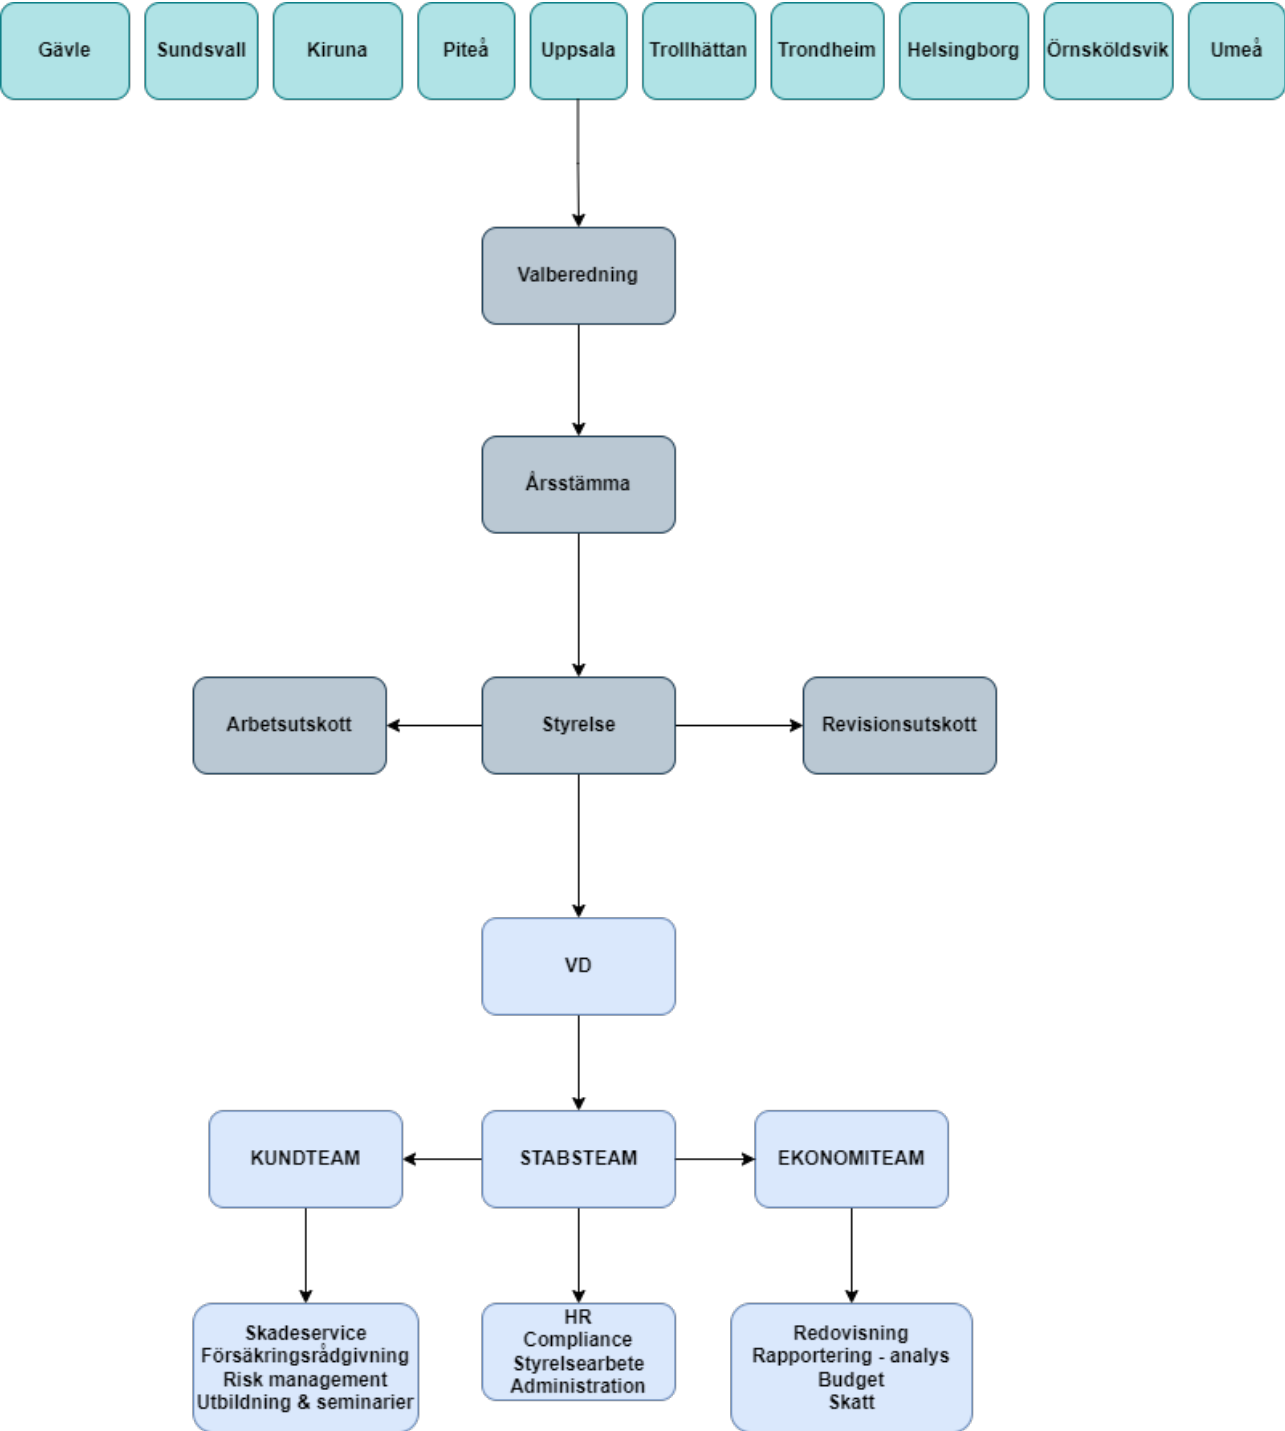 Gävle
Sundsvall
Kiruna
Piteå
Uppsala
Trollhättan
Trondheim
Helsingborg
Örnsköldsvik
Umeå
Valberedning
Årsstämma
Arbetsutskott
Styrelse
Revisionsutskott
VD
KUNDTEAM
STABSTEAM
EKONOMITEAM
Skadeservice
Försäkringsrådgivning
Risk management
Utbildning & seminarier
HR
Compliance
Styrelsearbete
Administration
Redovisning
Rapportering - analys
Budget
Skatt